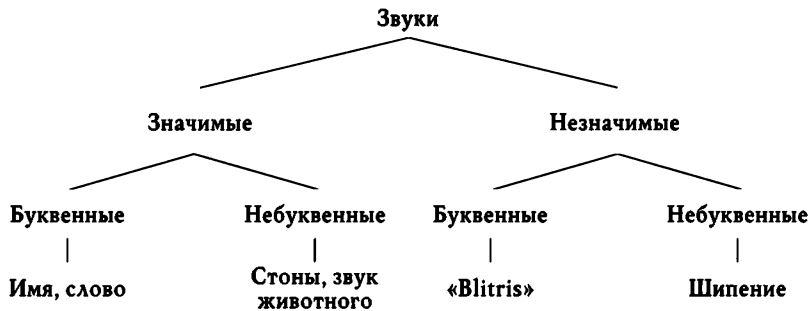 Звуки
Значимые Незначимые
Буквенные Небуквенные Буквенные Небуквенные
Имя, слово Стоны, звук животного «Blitris» Шипение